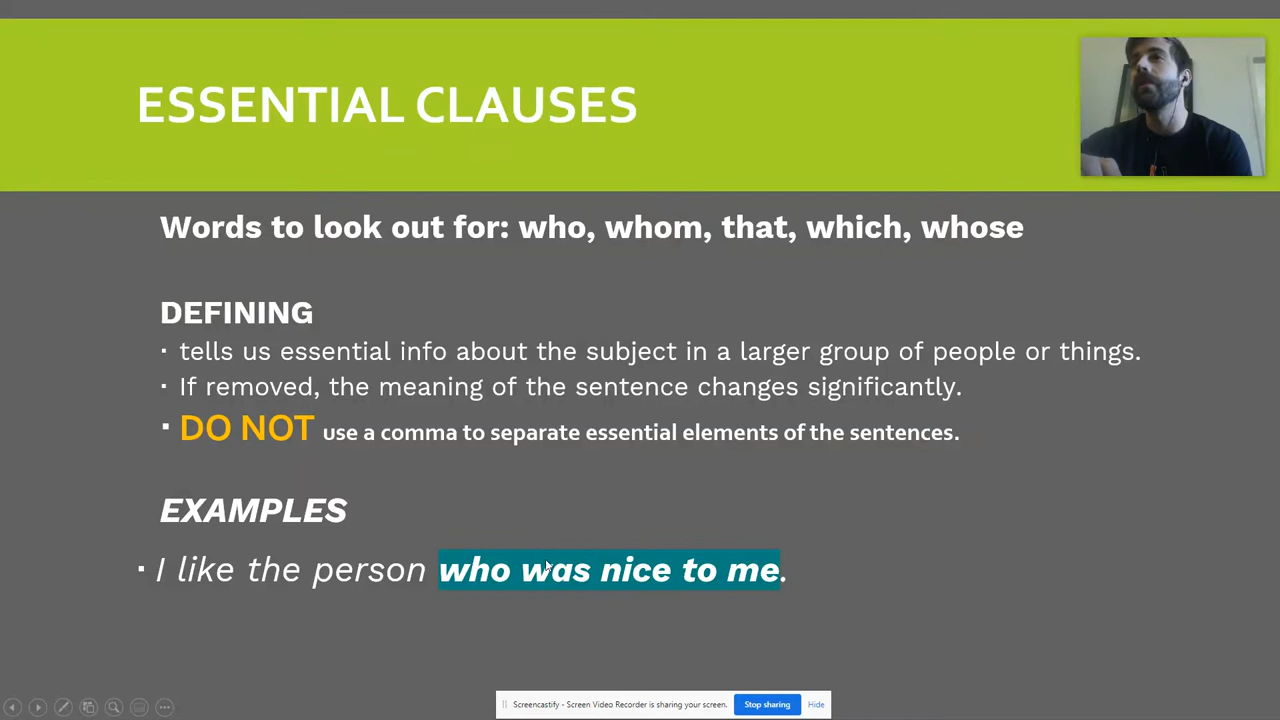 ESSENTIAL CLAUSES
Words to look out for: who, whom, that, which, whose
DEFINING
▪ tells us essential info about the subject in a larger group of people or things.
▪ If removed, the meaning of the sentence changes significantly.
▪ DO NOT use a comma to separate essential elements of the sentences.
EXAMPLES
▪ I like the person who was nice to me.
Screencastify - Screen Video Recorder is sharing your screen. Stop sharing Hide